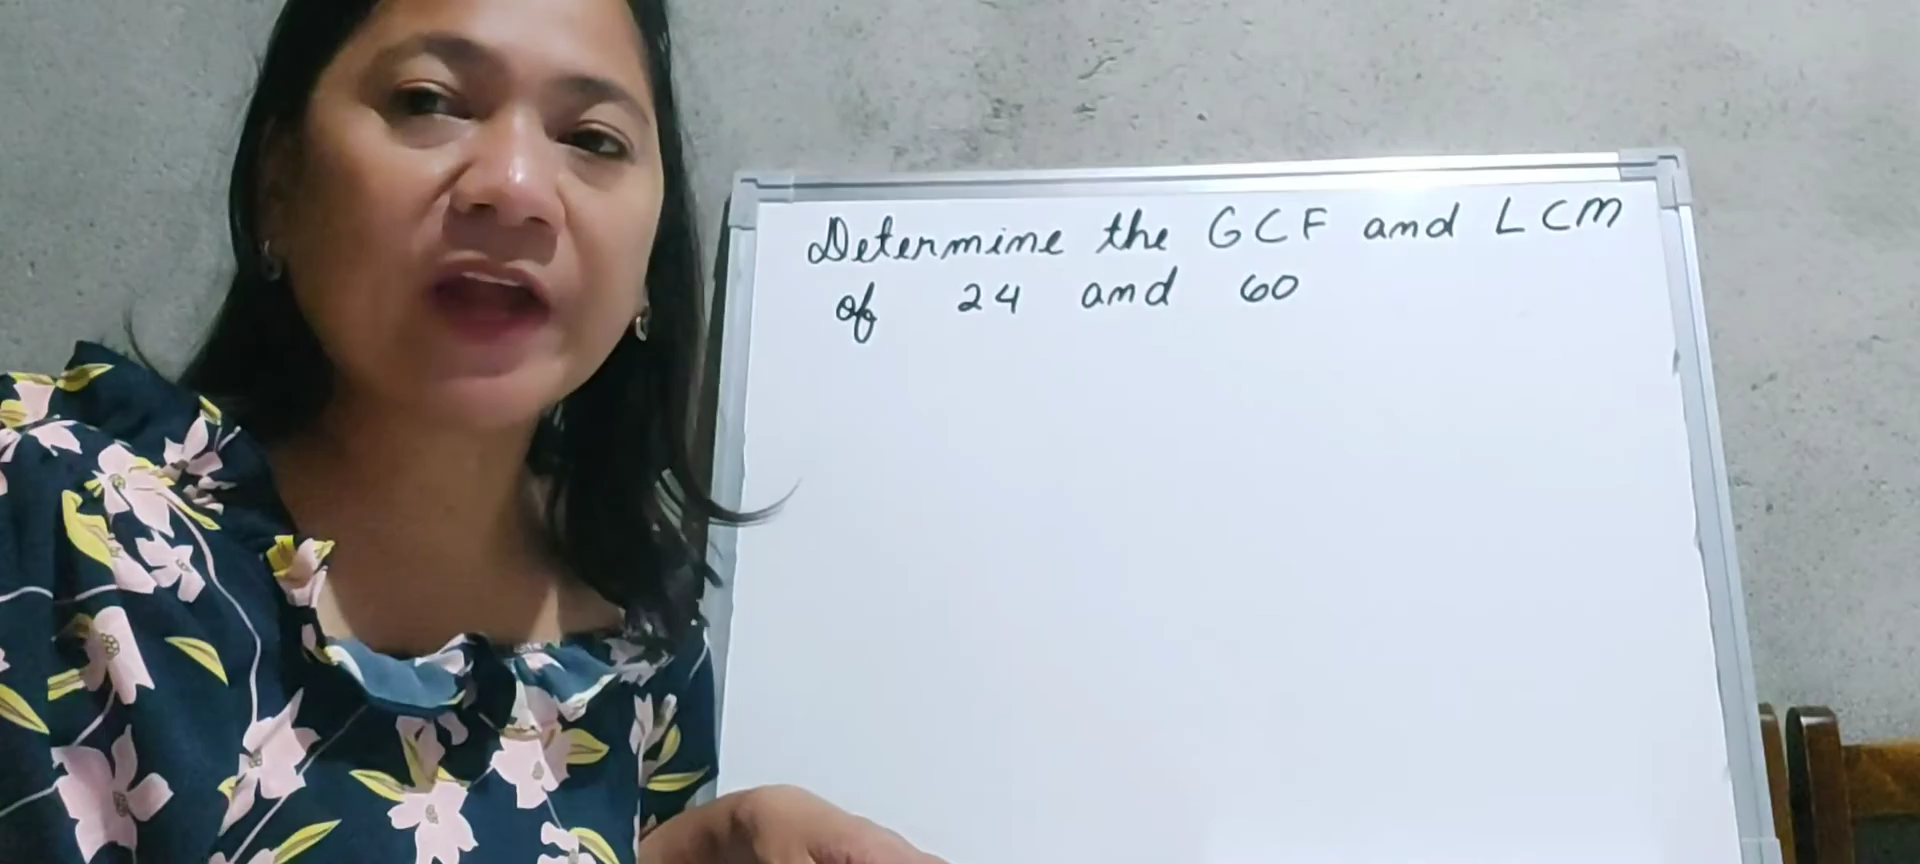 Determine the GCF and LCM
of 24 and 60